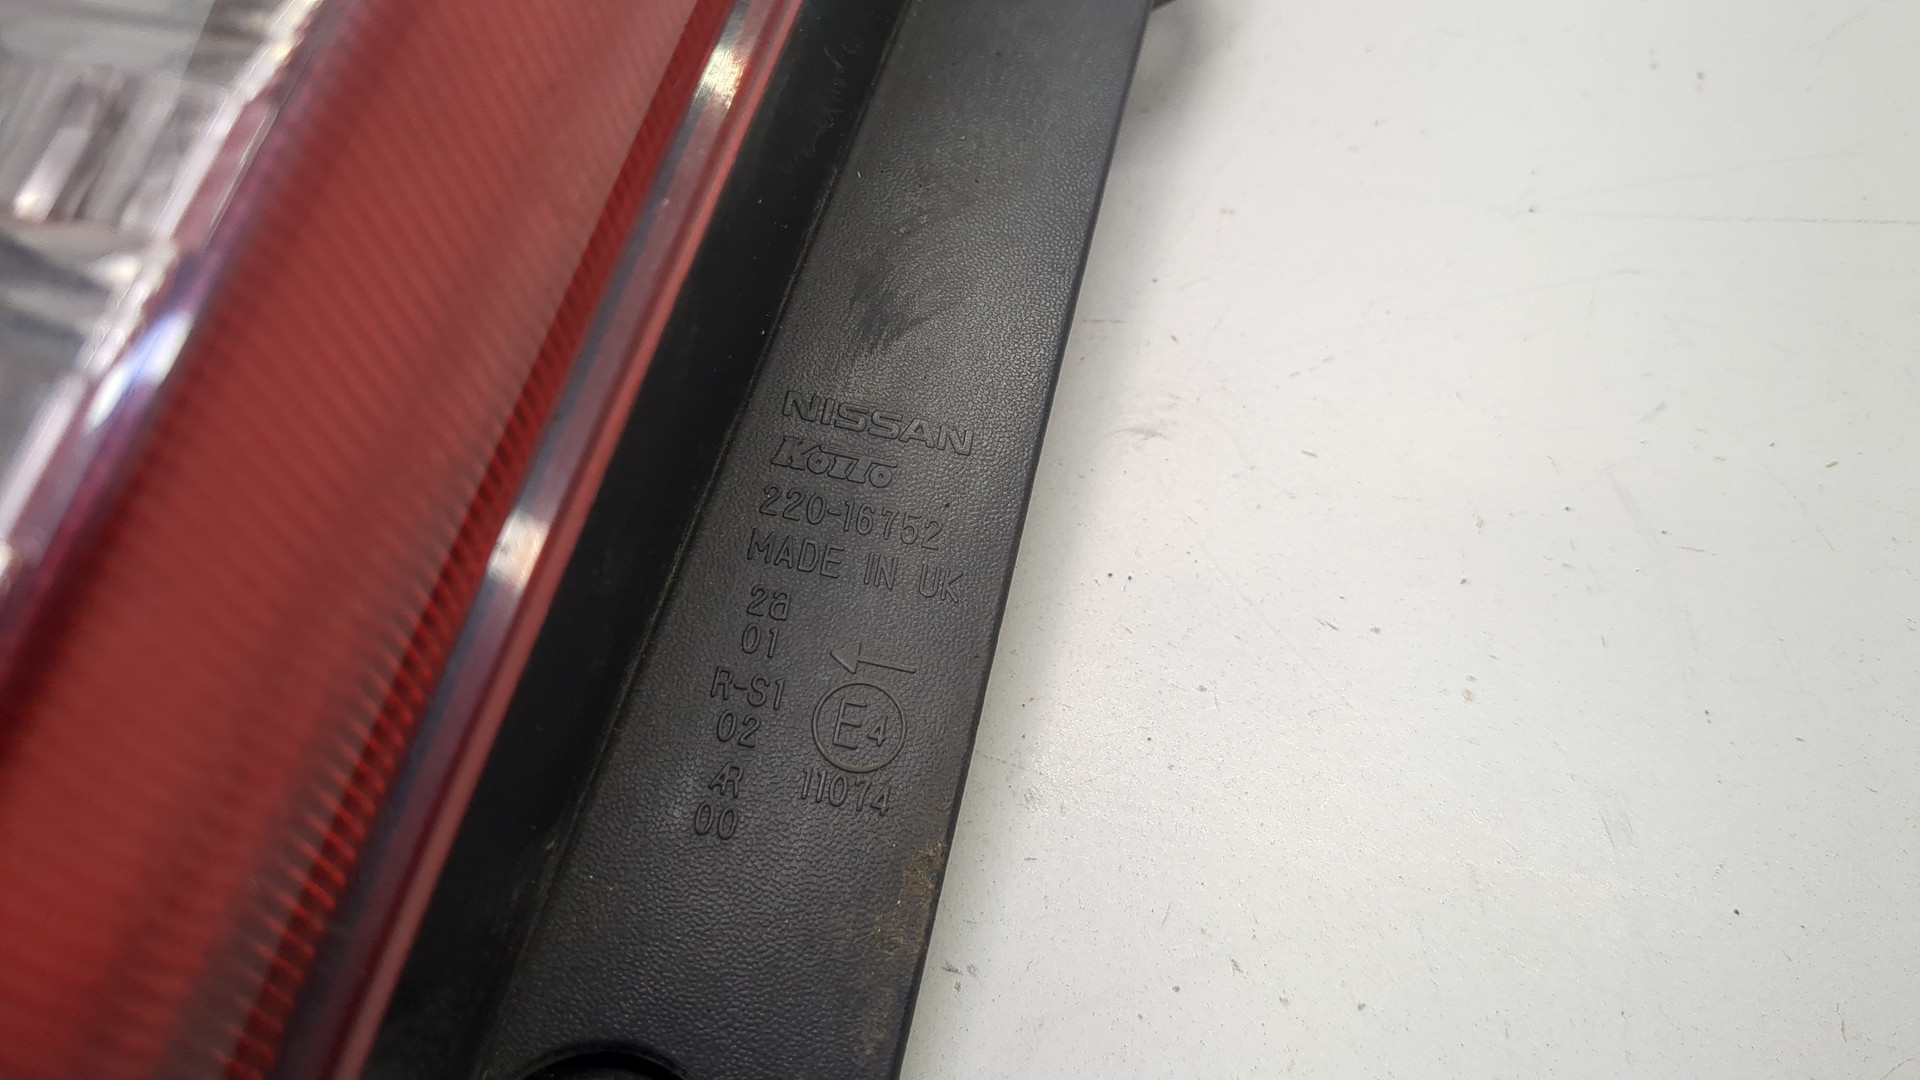 NISSAN
KOITO
220-16752
MADE IN UK
2a
01
R-S1
02
E4
AR
11074
00